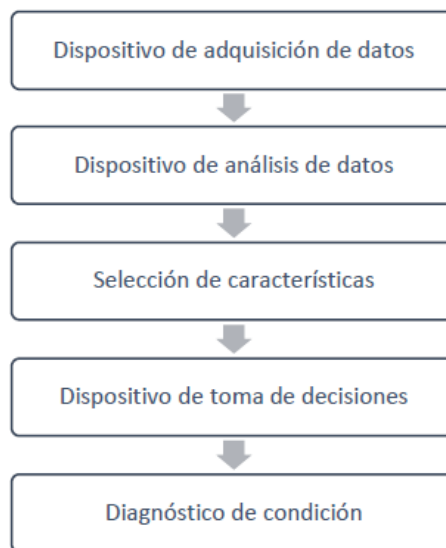 Dispositivo de adquisición de datos
Dispositivo de análisis de datos
Selección de características
Dispositivo de toma de decisiones
Diagnóstico de condición